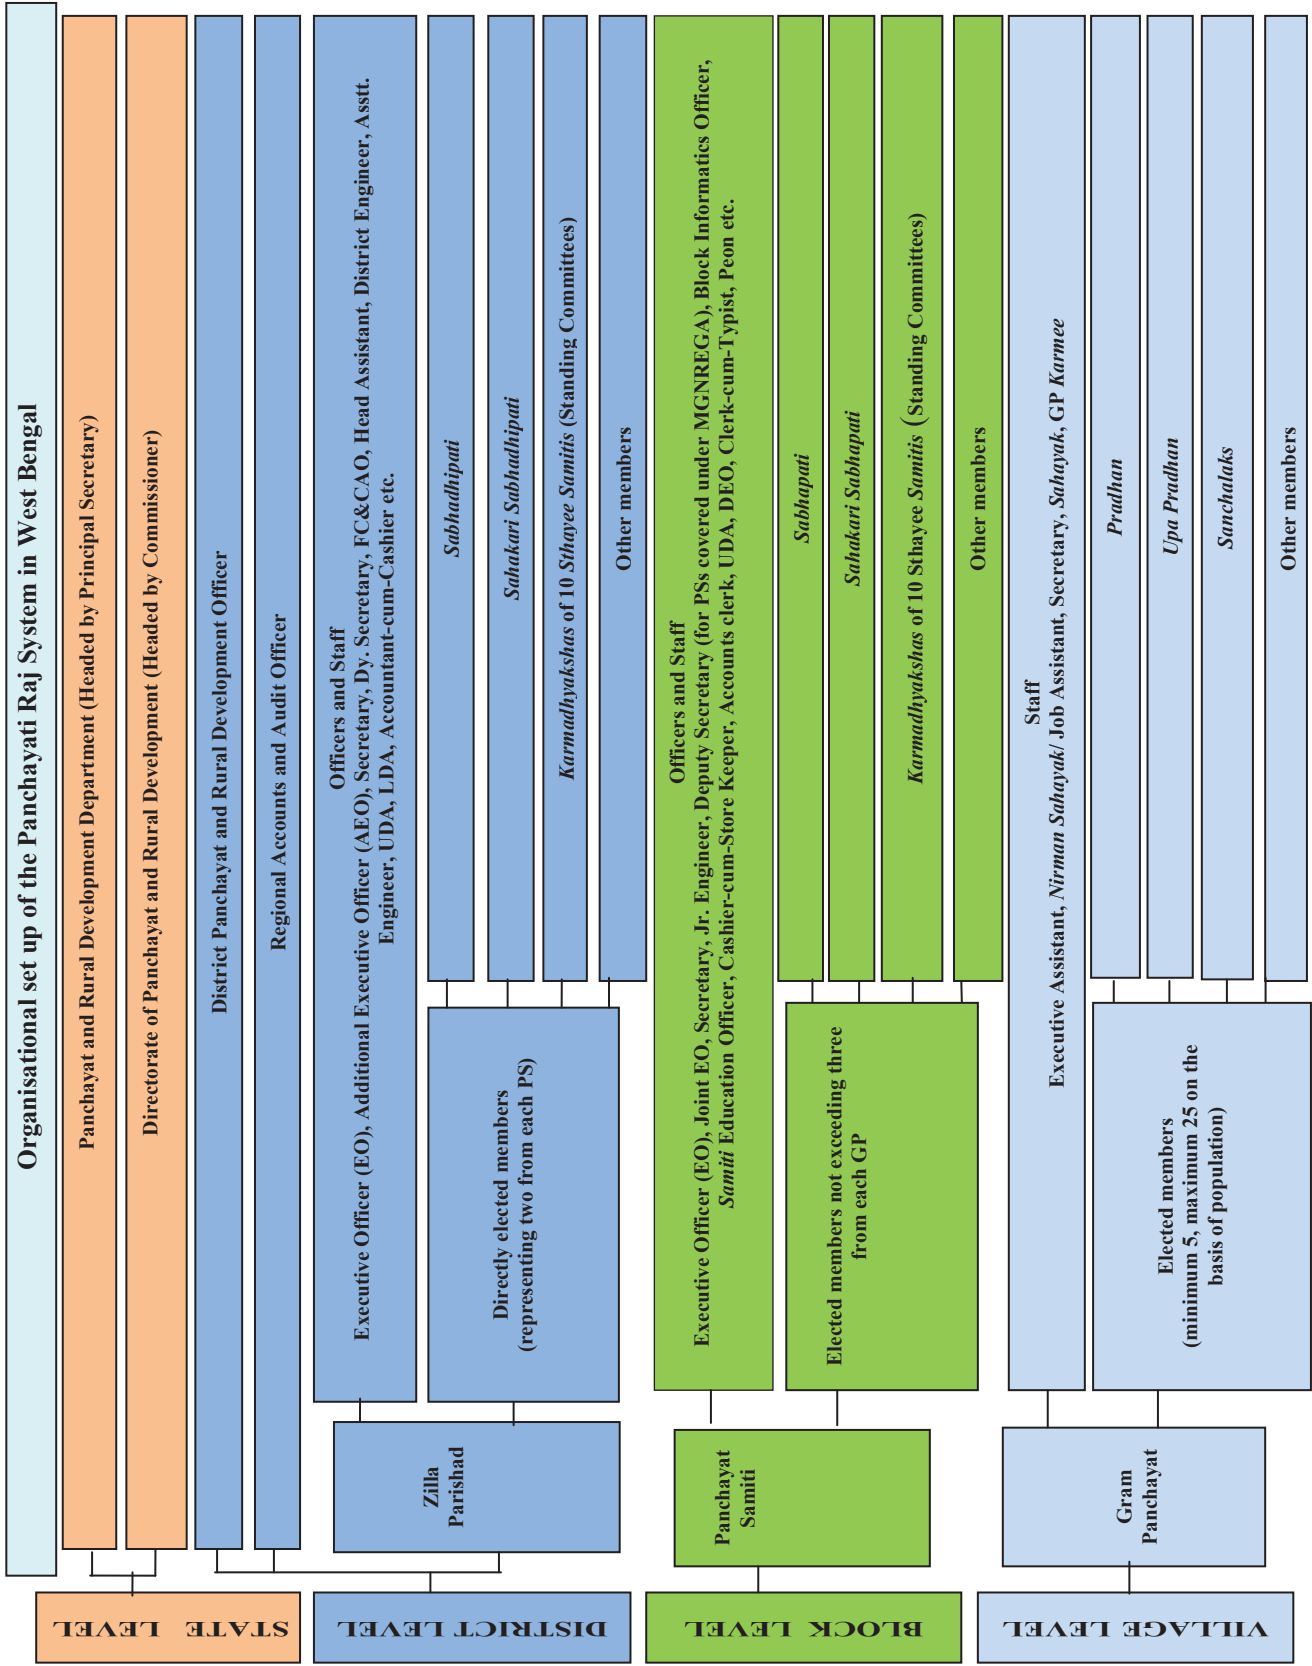 Organisational set up of the Panchayati Raj System in West Bengal
STATE LEVEL
Panchayat and Rural Development Department (Headed by Principal Secretary)
Directorate of Panchayat and Rural Development (Headed by Commissioner)
DISTRICT LEVEL
District Panchayat and Rural Development Officer
Regional Accounts and Audit Officer
Zilla
Parishad
Officers and Staff
Executive Officer (EO), Additional Executive Officer (AEO), Secretary, Dy. Secretary, FC&CAO, Head Assistant, District Engineer, Asstt.
Engineer, UDA, LDA, Accountant-cum-Cashier etc.
Directly elected members
(representing two from each PS)
Sabhadhipati
Sahakari Sabhadhipati
Karmadhyakshas of 10 Sthayee Samitis (Standing Committees)
Other members
BLOCK LEVEL
Panchayat
Samiti
Officers and Staff
Executive Officer (EO), Joint EO, Secretary, Jr. Engineer, Deputy Secretary (for PSs covered under MGNREGA), Block Informatics Officer,
Samiti Education Officer, Cashier-cum-Store Keeper, Accounts clerk, UDA, DEO, Clerk-cum-Typist, Peon etc.
Elected members not exceeding three
from each GP
Sabhapati
Sahakari Sabhapati
Karmadhyakshas of 10 Sthayee Samitis (Standing Committees)
Other members
VILLAGE LEVEL
Gram
Panchayat
Staff
Executive Assistant, Nirman Sahayak/ Job Assistant, Secretary, Sahayak, GP Karmee
Elected members
(minimum 5, maximum 25 on the
basis of population)
Pradhan
Upa Pradhan
Sanchalaks
Other members